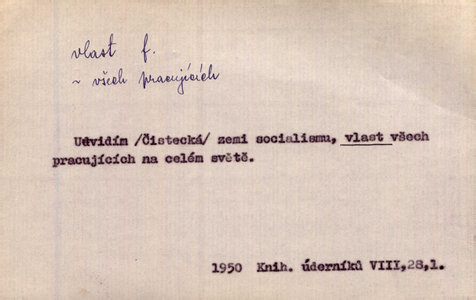 vlast f.
~ všech pracujících
Uvidím /Čistecká/ zemi socialismu, vlast všech
pracujících na celém světě.
1950 Knih. úderníků VIII,28,1.